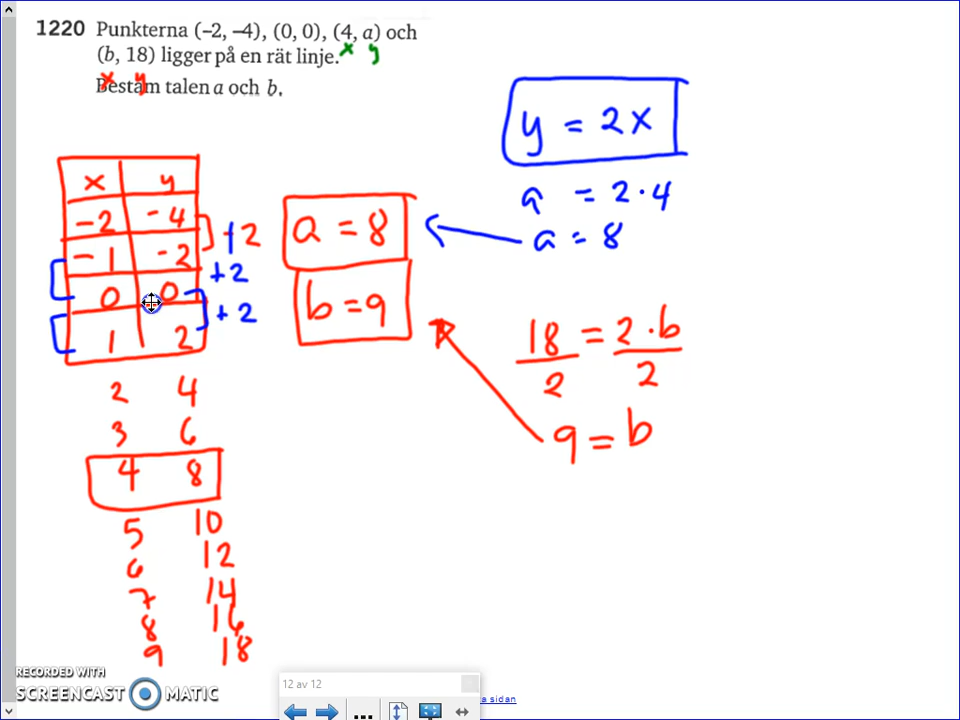 1220 Punkterna (–2, –4), (0, 0), (4, a) och
(b, 18) ligger på en rät linje. x y
x y
Bestäm talen a och b.
y = 2x
a = 2·4
a = 8
x y
-2 -4
-1 -2
0 0
1 2
+2
+2
+2
2 4
3 6
4 8
5 10
6 12
7 14
8 16
9 18
a = 8
b = 9
18 = 2·b
2 2
9 = b
RECORDED WITH
SCREENCAST MATIC
12 av 12
a sidan